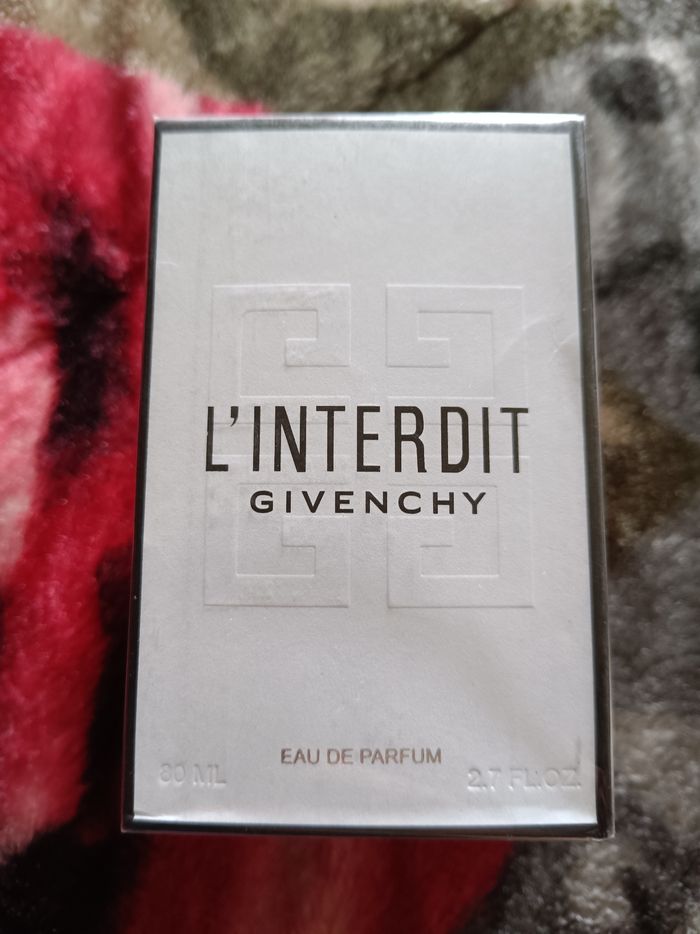 L'INTERDIT
GIVENCHY
EAU DE PARFUM
80 ML
2.7 FL.OZ.